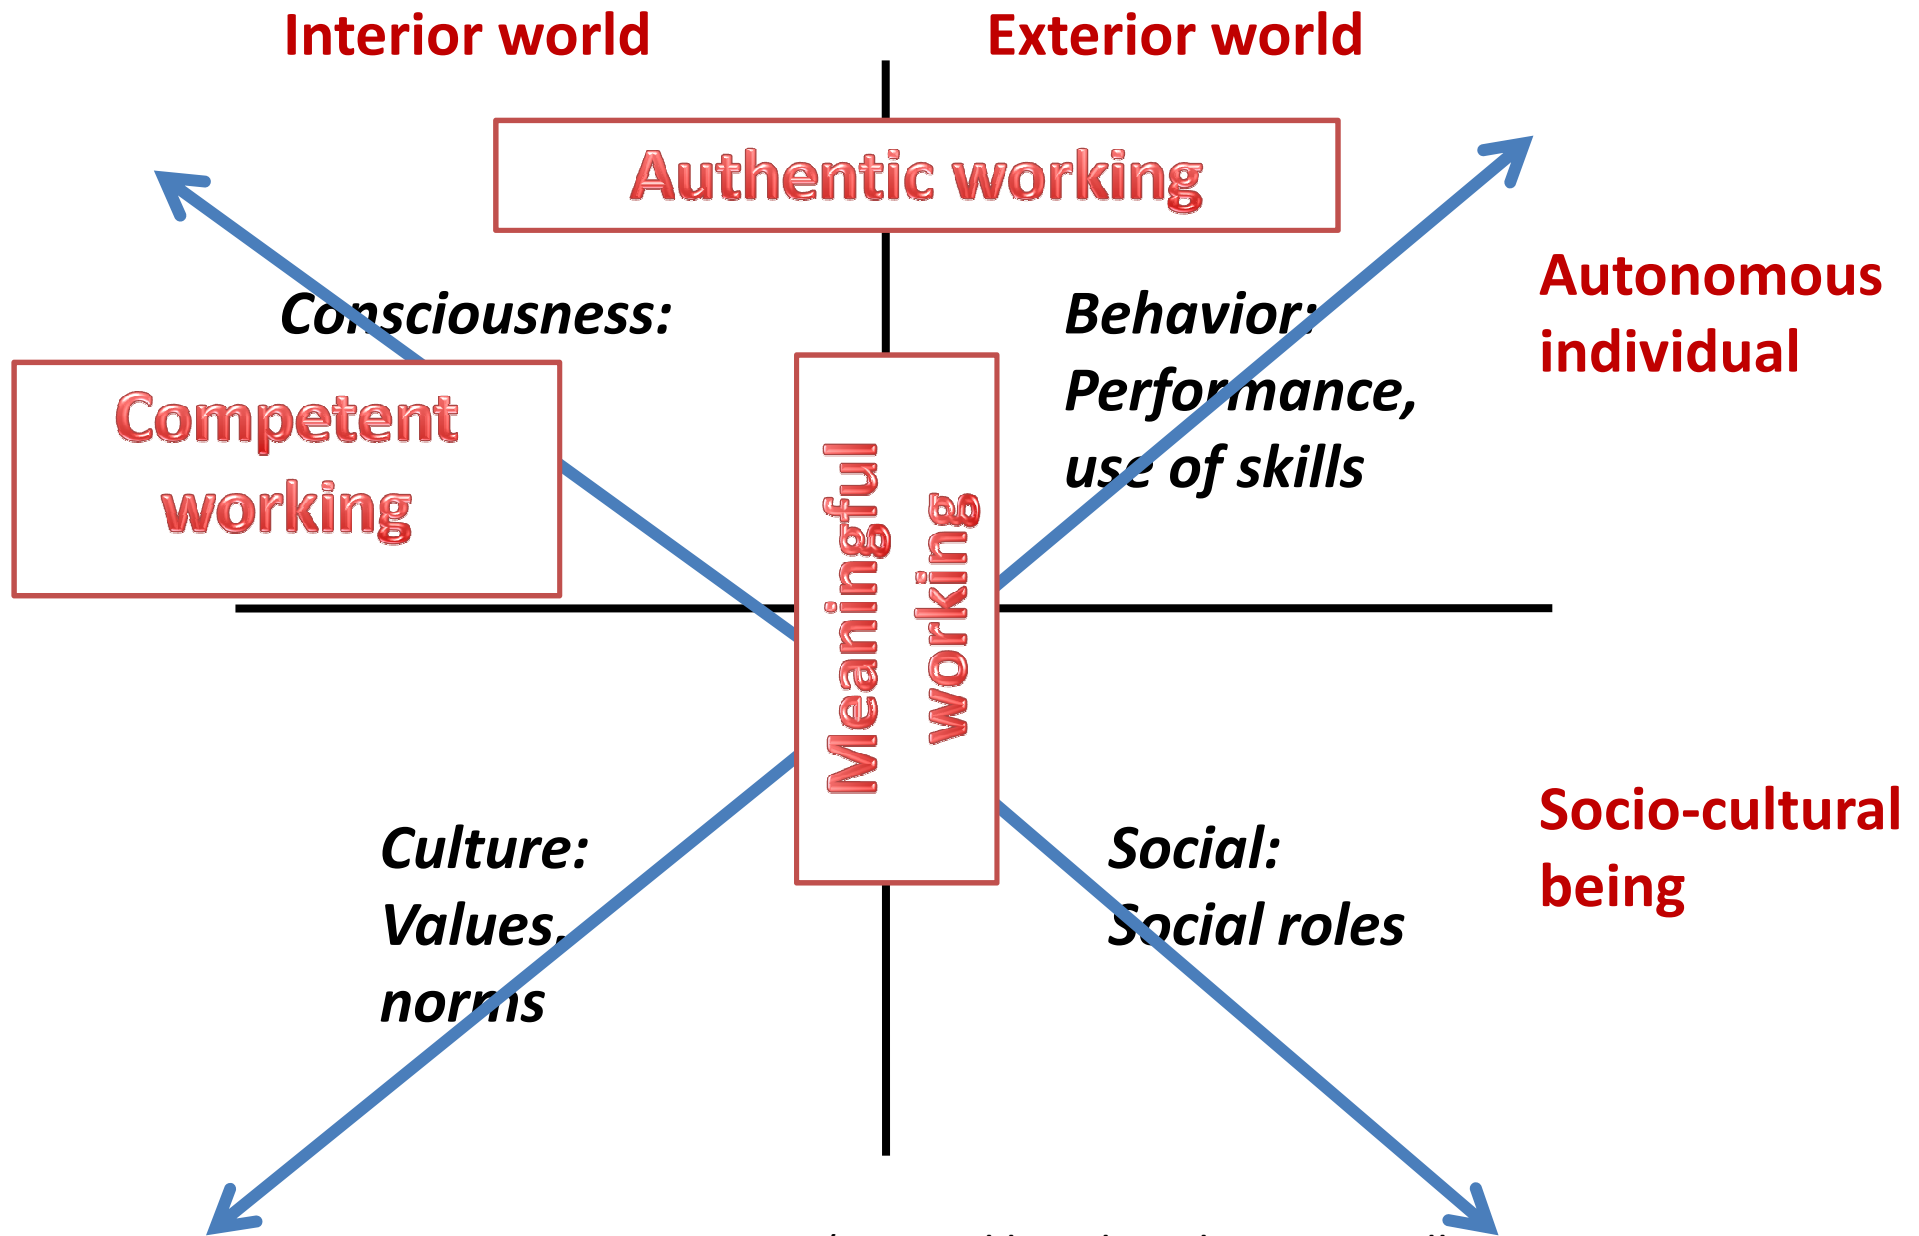 Interior world
Exterior world
Authentic working
Autonomous
individual
Consciousness:
Behavior:
Performance,
use of skills
Competent
working
Meaningful
working
Culture:
Values,
norms
Social:
Social roles
Socio-cultural
being